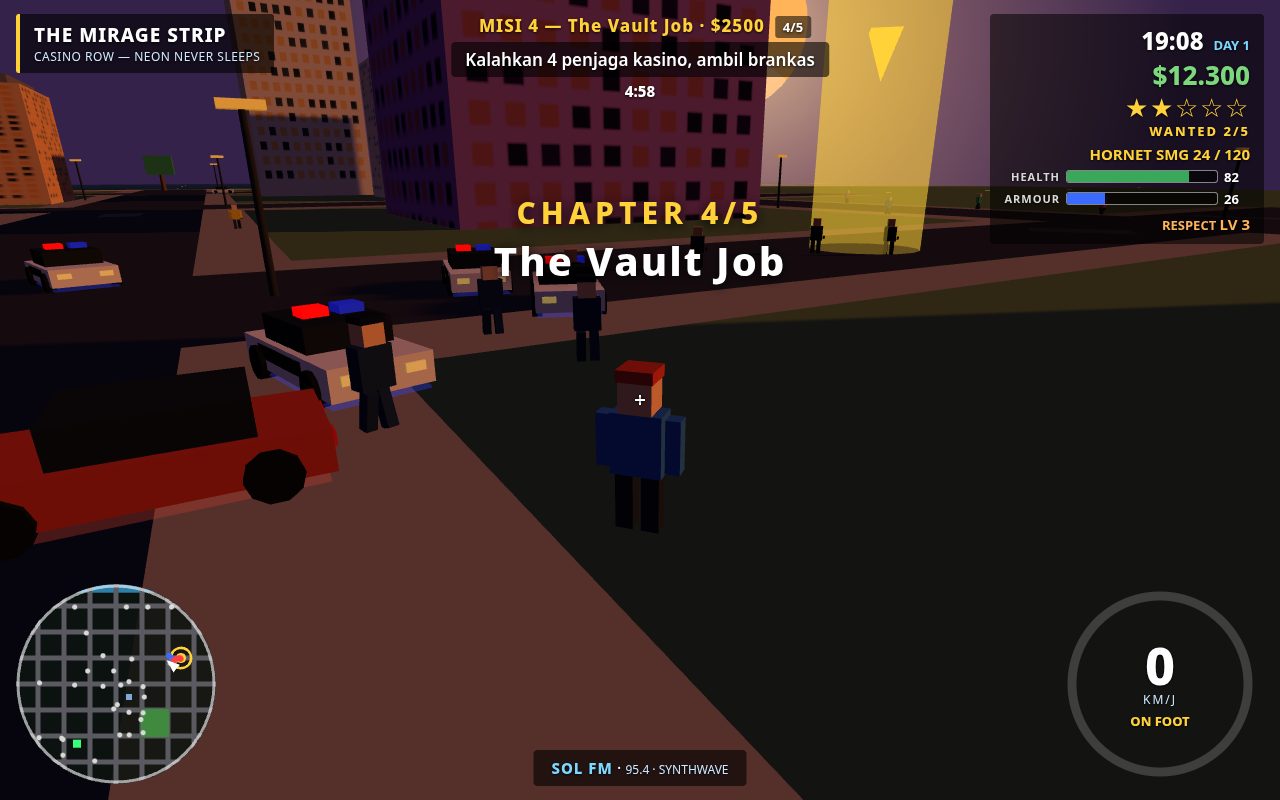 THE MIRAGE STRIP
CASINO ROW — NEON NEVER SLEEPS
MISI 4 — The Vault Job · $2500 4/5
Kalahkan 4 penjaga kasino, ambil brankas
4:58
19:08 DAY 1
$12.300
★★☆☆☆
WANTED 2/5
HORNET SMG 24 / 120
HEALTH 82
ARMOUR 26
RESPECT LV 3
CHAPTER 4/5
The Vault Job
0
KM/J
ON FOOT
SOL FM · 95.4 · SYNTHWAVE